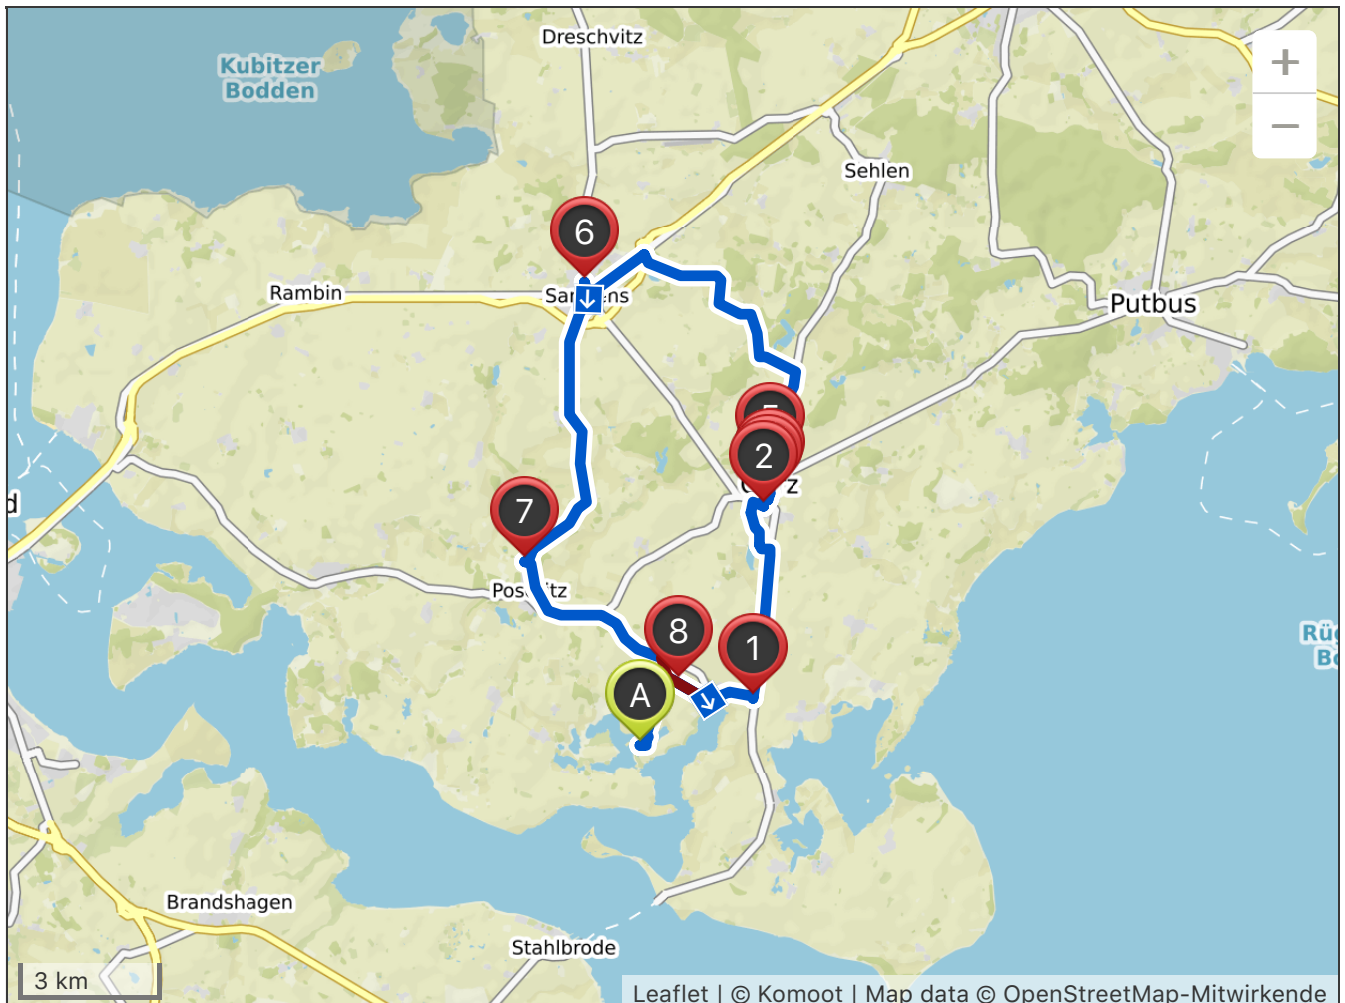 Dreschvitz
Kubitzer
Bodden
+
−
Sehlen
6
Rambin
Putbus
5
2
7
8
1
A
Brandshagen
Stahlbrode
3 km
Leaflet | © Komoot | Map data © OpenStreetMap-Mitwirkende